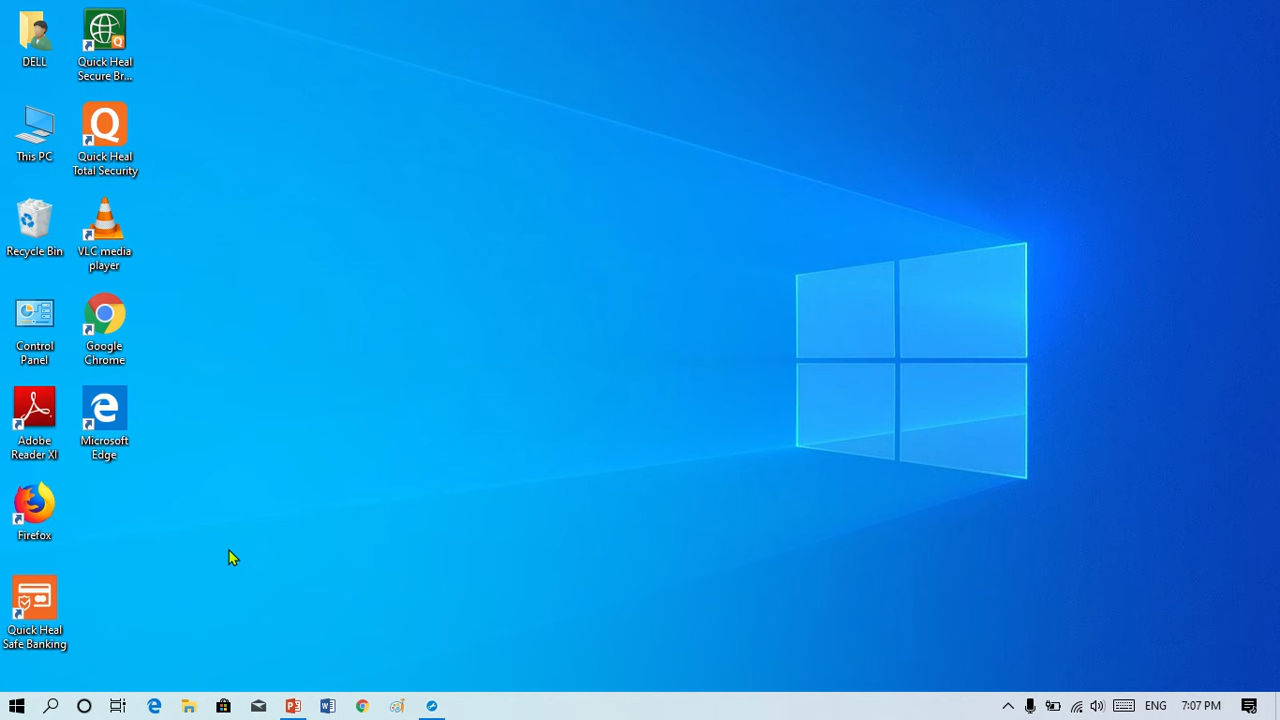 DELL
Quick Heal
Secure Br...
This PC
Quick Heal
Total Security
Recycle Bin
VLC media
player
Control
Panel
Google
Chrome
Adobe
Reader XI
Microsoft
Edge
Firefox
Quick Heal
Safe Banking
ENG
7:07 PM